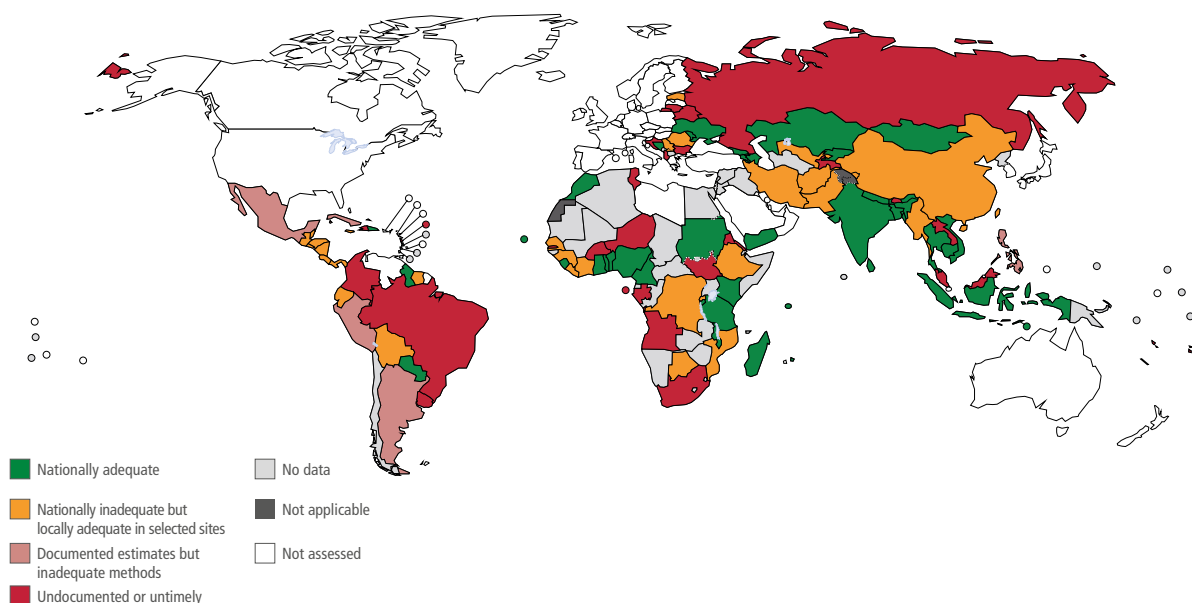 Nationally adequate
Nationally inadequate but
locally adequate in selected sites
Documented estimates but
inadequate methods
Undocumented or untimely
No data
Not applicable
Not assessed